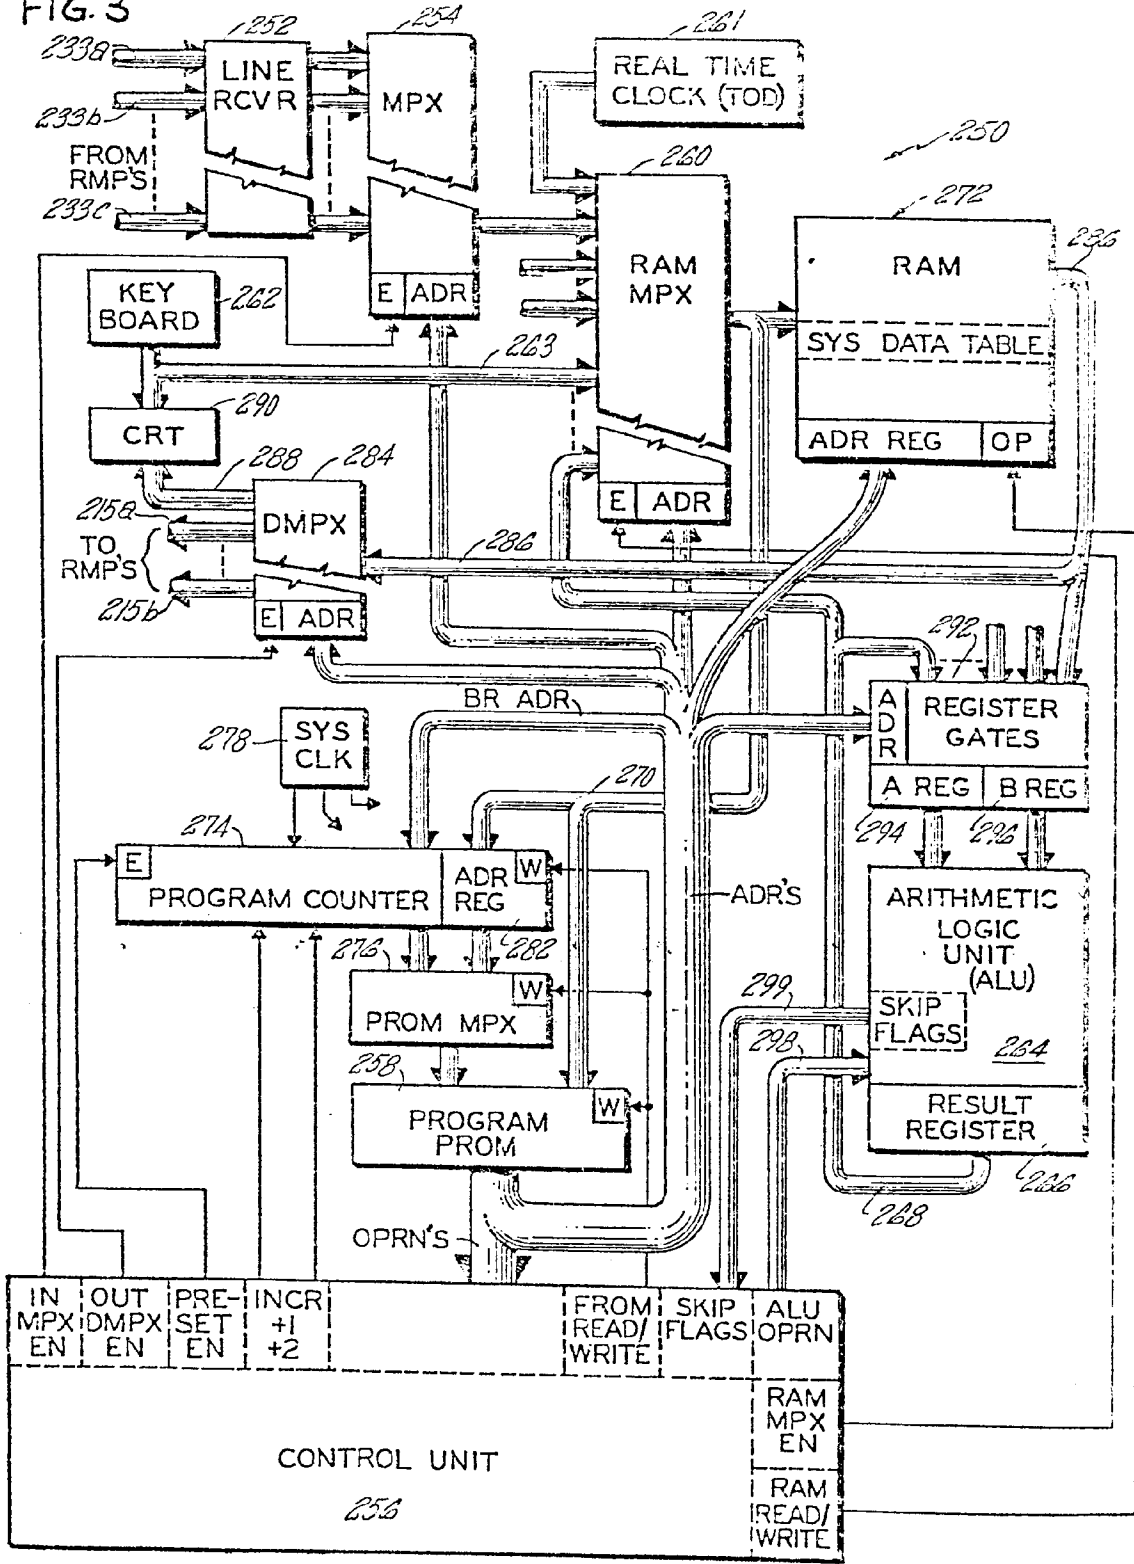 FIG. 3
252
254
261
233a
LINE
RCVR
MPX
REAL TIME
CLOCK (TOD)
233b
250
FROM
RMP'S
260
272
233c
286
RAM
MPX
RAM
E ADR
KEY
BOARD
262
SYS DATA TABLE
263
290
CRT
ADR REG OP
288
284
E ADR
215a
DMPX
TO
RMP'S
286
215b
E ADR
292
BR ADR
ADR
REGISTER
GATES
278
SYS
CLK
270
A REG B REG
294
296
274
E
W
PROGRAM COUNTER
ADR
REG
ADR'S
ARITHMETIC
LOGIC
UNIT
(ALU)
276
282
W
PROM MPX
299
SKIP
FLAGS
298
264
258
W
PROGRAM
PROM
RESULT
REGISTER
266
268
OPRN'S
IN
MPX
EN
OUT
DMPX
EN
PRE-
SET
EN
INCR
+1
+2
FROM
READ/
WRITE
SKIP
FLAGS
ALU
OPRN
RAM
MPX
EN
CONTROL UNIT
256
RAM
READ/
WRITE